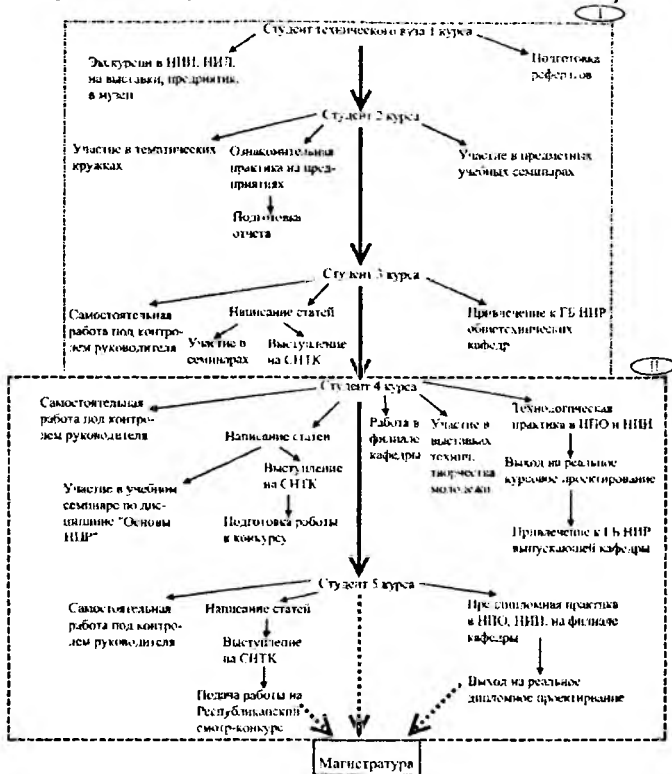 I
Студент технического вуза 1 курса
Экскурсии в НИИ, НИЛ,
на выставки, предприятия,
в музеи
Подготовка
рефератов
Студент 2 курса
Участие в тематических
кружках
Ознакомительная
практика на пред-
приятиях
Подготовка
отчета
Участие в предметных
учебных семинарах
Студент 3 курса
Самостоятельная
работа под контро-
лем руководителя
Написание статей
Участие в
семинарах
Выступление
на СНТК
Привлечение к ГБ НИР
общетехнических
кафедр
II
Студент 4 курса
Самостоятельная
работа под контро-
лем руководителя
Написание статей
Участие в учебном
семинаре по дис-
циплине "Основы
НИР"
Выступление
на СНТК
Подготовка работы
к конкурсу
Работа в
филиале
кафедры
Участие в
выставках
технич.
творчества
молодежи
Технологическая
практика в НПО и НИИ
Выход на реальное
курсовое проектирование
Привлечение к ГБ НИР
выпускающей кафедры
Студент 5 курса
Самостоятельная
работа под контро-
лем руководителя
Написание статей
Выступление
на СНТК
Подача работы на
Республиканский
смотр-конкурс
Преддипломная практика
в НПО, НИИ, на филиале
кафедры
Выход на реальное
дипломное проектирование
Магистратура